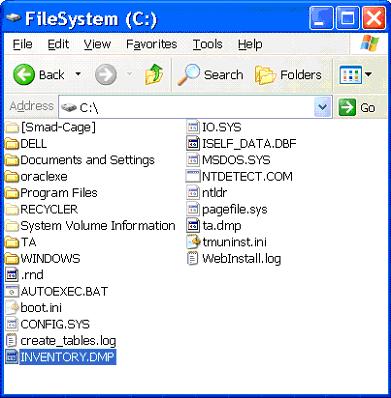 FileSystem (C:)
File Edit View Favorites Tools Help
Back Search Folders
Address C:\ Go
[Smad-Cage]
DELL
Documents and Settings
oraclexe
Program Files
RECYCLER
System Volume Information
TA
WINDOWS
.rnd
AUTOEXEC.BAT
boot.ini
CONFIG.SYS
create_tables.log
INVENTORY.DMP
IO.SYS
ISELF_DATA.DBF
MSDOS.SYS
NTDETECT.COM
ntldr
pagefile.sys
ta.dmp
tmuninst.ini
WebInstall.log